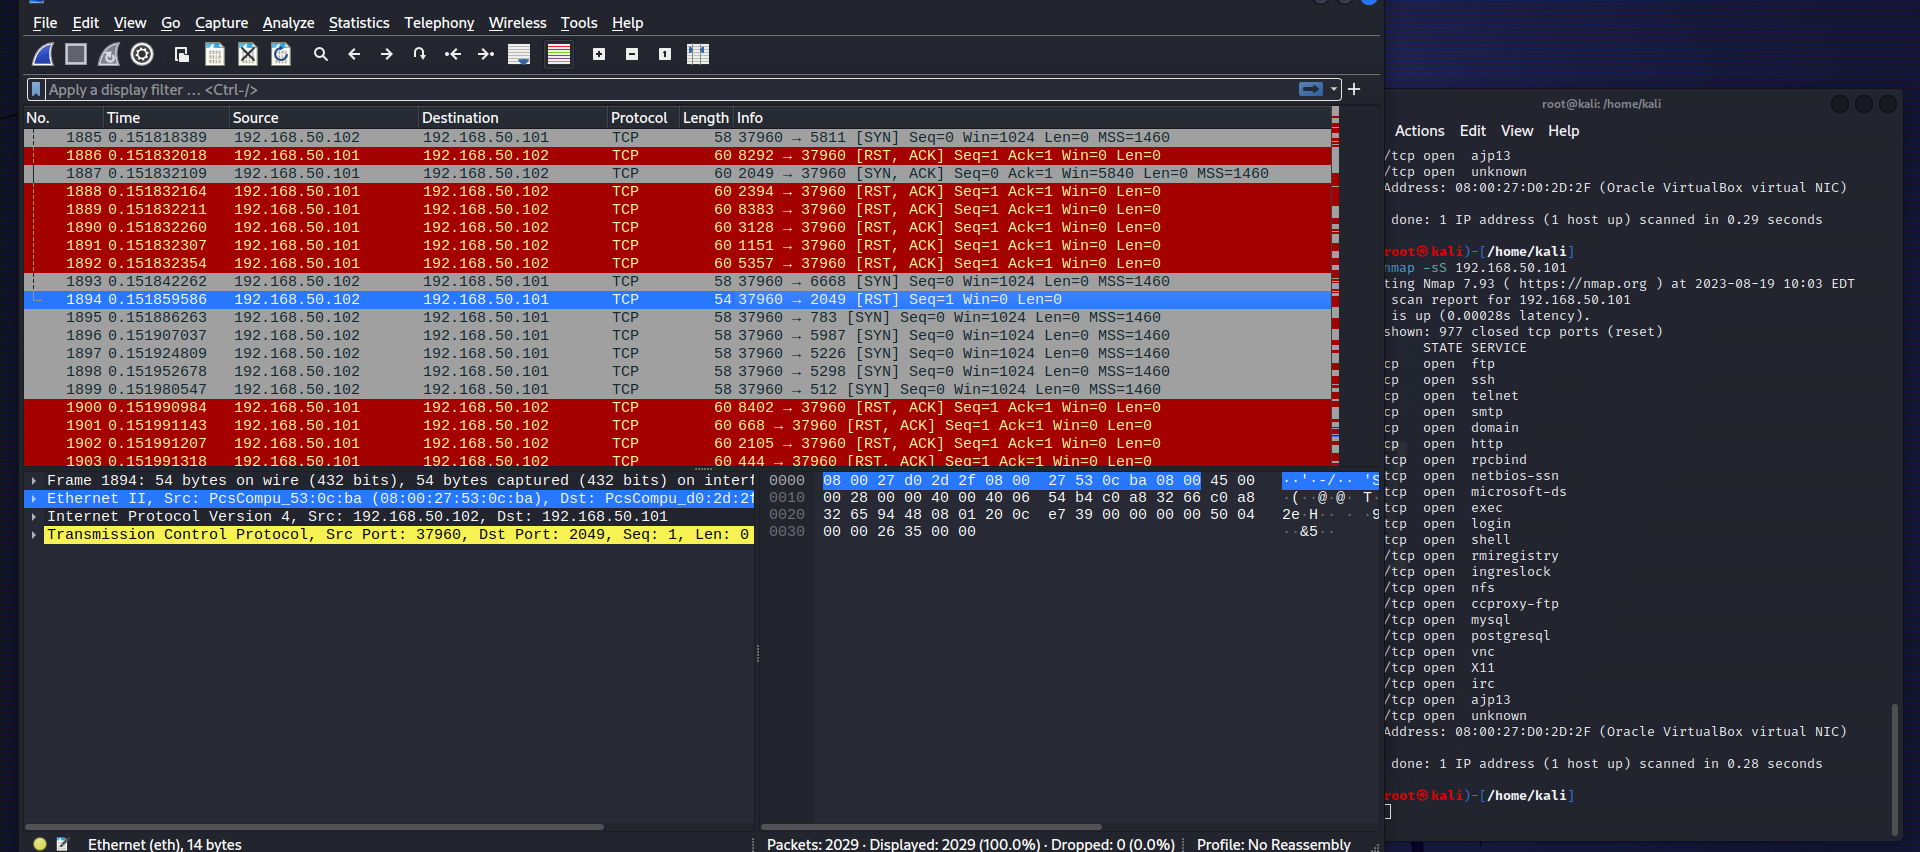 File Edit View Go Capture Analyze Statistics Telephony Wireless Tools Help
Apply a display filter … <Ctrl-/>
No. Time Source Destination Protocol Length Info
1885 0.151818389 192.168.50.102 192.168.50.101 TCP 58 37960 → 5811 [SYN] Seq=0 Win=1024 Len=0 MSS=1460
1886 0.151832018 192.168.50.101 192.168.50.102 TCP 60 8292 → 37960 [RST, ACK] Seq=1 Ack=1 Win=0 Len=0
1887 0.151832109 192.168.50.101 192.168.50.102 TCP 60 2049 → 37960 [SYN, ACK] Seq=0 Ack=1 Win=5840 Len=0 MSS=1460
1888 0.151832164 192.168.50.101 192.168.50.102 TCP 60 2394 → 37960 [RST, ACK] Seq=1 Ack=1 Win=0 Len=0
1889 0.151832211 192.168.50.101 192.168.50.102 TCP 60 8383 → 37960 [RST, ACK] Seq=1 Ack=1 Win=0 Len=0
1890 0.151832260 192.168.50.101 192.168.50.102 TCP 60 3128 → 37960 [RST, ACK] Seq=1 Ack=1 Win=0 Len=0
1891 0.151832307 192.168.50.101 192.168.50.102 TCP 60 1151 → 37960 [RST, ACK] Seq=1 Ack=1 Win=0 Len=0
1892 0.151832354 192.168.50.101 192.168.50.102 TCP 60 5357 → 37960 [RST, ACK] Seq=1 Ack=1 Win=0 Len=0
1893 0.151842262 192.168.50.102 192.168.50.101 TCP 58 37960 → 6668 [SYN] Seq=0 Win=1024 Len=0 MSS=1460
1894 0.151859586 192.168.50.102 192.168.50.101 TCP 54 37960 → 2049 [RST] Seq=1 Win=0 Len=0
1895 0.151886263 192.168.50.102 192.168.50.101 TCP 58 37960 → 783 [SYN] Seq=0 Win=1024 Len=0 MSS=1460
1896 0.151907037 192.168.50.102 192.168.50.101 TCP 58 37960 → 5987 [SYN] Seq=0 Win=1024 Len=0 MSS=1460
1897 0.151924809 192.168.50.102 192.168.50.101 TCP 58 37960 → 5226 [SYN] Seq=0 Win=1024 Len=0 MSS=1460
1898 0.151952678 192.168.50.102 192.168.50.101 TCP 58 37960 → 5298 [SYN] Seq=0 Win=1024 Len=0 MSS=1460
1899 0.151980547 192.168.50.102 192.168.50.101 TCP 58 37960 → 512 [SYN] Seq=0 Win=1024 Len=0 MSS=1460
1900 0.151990984 192.168.50.101 192.168.50.102 TCP 60 8402 → 37960 [RST, ACK] Seq=1 Ack=1 Win=0 Len=0
1901 0.151991143 192.168.50.101 192.168.50.102 TCP 60 668 → 37960 [RST, ACK] Seq=1 Ack=1 Win=0 Len=0
1902 0.151991207 192.168.50.101 192.168.50.102 TCP 60 2105 → 37960 [RST, ACK] Seq=1 Ack=1 Win=0 Len=0
1903 0.151991318 192.168.50.101 192.168.50.102 TCP 60 444 → 37960 [RST, ACK] Seq=1 Ack=1 Win=0 Len=0
Frame 1894: 54 bytes on wire (432 bits), 54 bytes captured (432 bits) on interf
Ethernet II, Src: PcsCompu_53:0c:ba (08:00:27:53:0c:ba), Dst: PcsCompu_d0:2d:2f
Internet Protocol Version 4, Src: 192.168.50.102, Dst: 192.168.50.101
Transmission Control Protocol, Src Port: 37960, Dst Port: 2049, Seq: 1, Len: 0
0000 08 00 27 d0 2d 2f 08 00 27 53 0c ba 08 00 45 00 ··'·-/·· 'S
0010 00 28 00 00 40 00 40 06 54 b4 c0 a8 32 66 c0 a8 ·(··@·@· T·
0020 32 65 94 48 08 01 20 0c e7 39 00 00 00 00 50 04 2e·H·· · ·9
0030 00 00 26 35 00 00 ··&5··
Ethernet (eth), 14 bytes
Packets: 2029 · Displayed: 2029 (100.0%) · Dropped: 0 (0.0%)
Profile: No Reassembly
root@kali: /home/kali
Actions Edit View Help
/tcp open ajp13
/tcp open unknown
Address: 08:00:27:D0:2D:2F (Oracle VirtualBox virtual NIC)
done: 1 IP address (1 host up) scanned in 0.29 seconds
root㉿kali)-[/home/kali]
nmap -sS 192.168.50.101
ting Nmap 7.93 ( https://nmap.org ) at 2023-08-19 10:03 EDT
scan report for 192.168.50.101
is up (0.00028s latency).
shown: 977 closed tcp ports (reset)
STATE SERVICE
cp open ftp
cp open ssh
cp open telnet
cp open smtp
cp open domain
cp open http
tcp open rpcbind
tcp open netbios-ssn
tcp open microsoft-ds
tcp open exec
tcp open login
tcp open shell
/tcp open rmiregistry
/tcp open ingreslock
/tcp open nfs
/tcp open ccproxy-ftp
/tcp open mysql
/tcp open postgresql
/tcp open vnc
/tcp open X11
/tcp open irc
/tcp open ajp13
/tcp open unknown
Address: 08:00:27:D0:2D:2F (Oracle VirtualBox virtual NIC)
done: 1 IP address (1 host up) scanned in 0.28 seconds
root㉿kali)-[/home/kali]